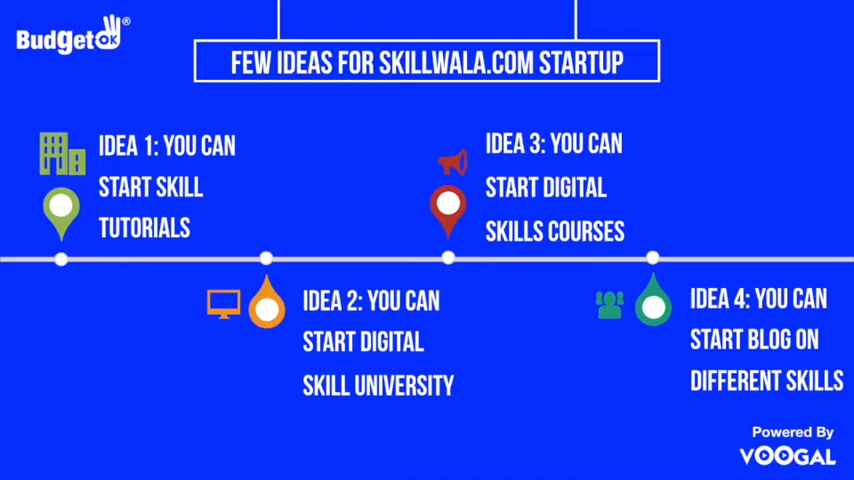 Budget OK®
FEW IDEAS FOR SKILLWALA.COM STARTUP
IDEA 1: YOU CAN
START SKILL
TUTORIALS
IDEA 2: YOU CAN
START DIGITAL
SKILL UNIVERSITY
IDEA 3: YOU CAN
START DIGITAL
SKILLS COURSES
IDEA 4: YOU CAN
START BLOG ON
DIFFERENT SKILLS
Powered By
VOOGAL